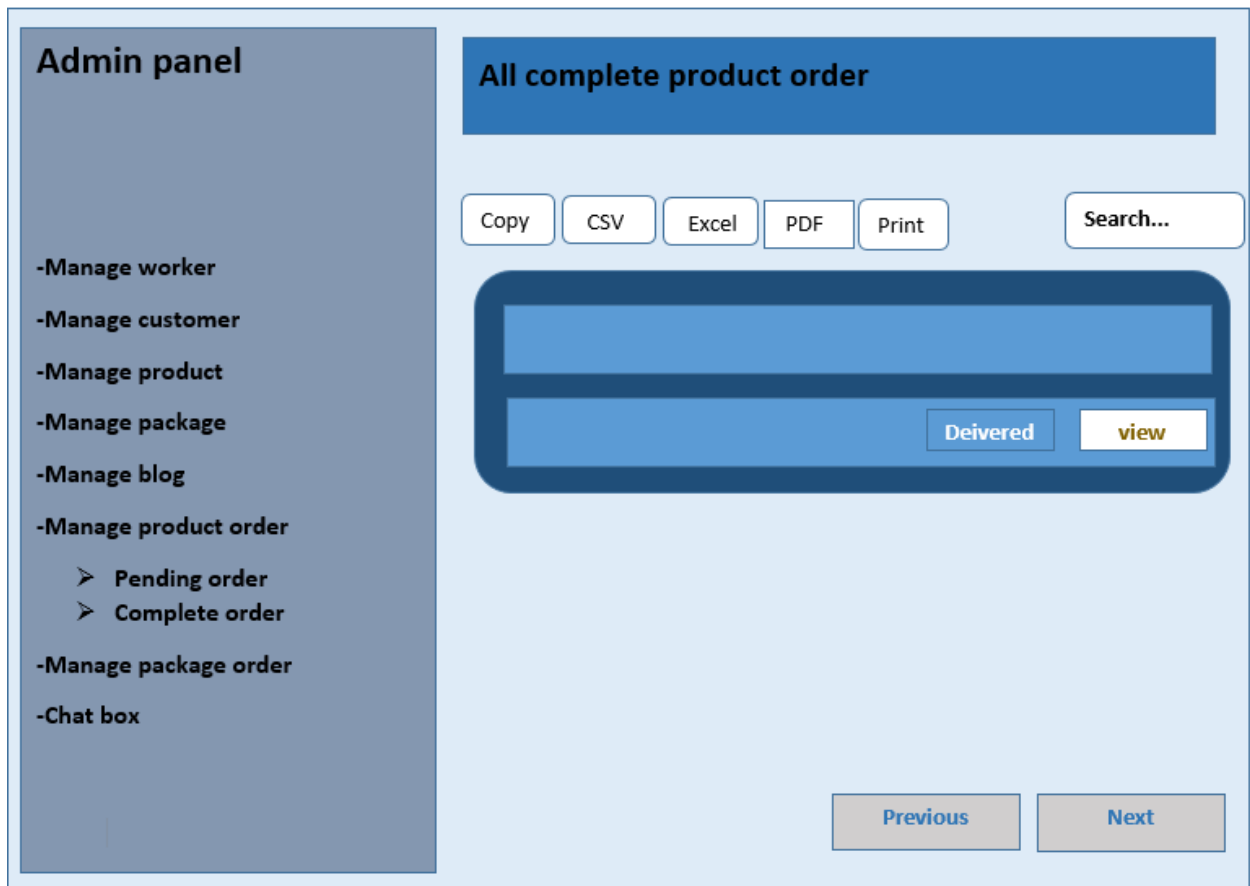 Admin panel
-Manage worker
-Manage customer
-Manage product
-Manage package
-Manage blog
-Manage product order
➢ Pending order
➢ Complete order
-Manage package order
-Chat box
All complete product order
Copy
CSV
Excel
PDF
Print
Search...
Deivered
view
Previous
Next